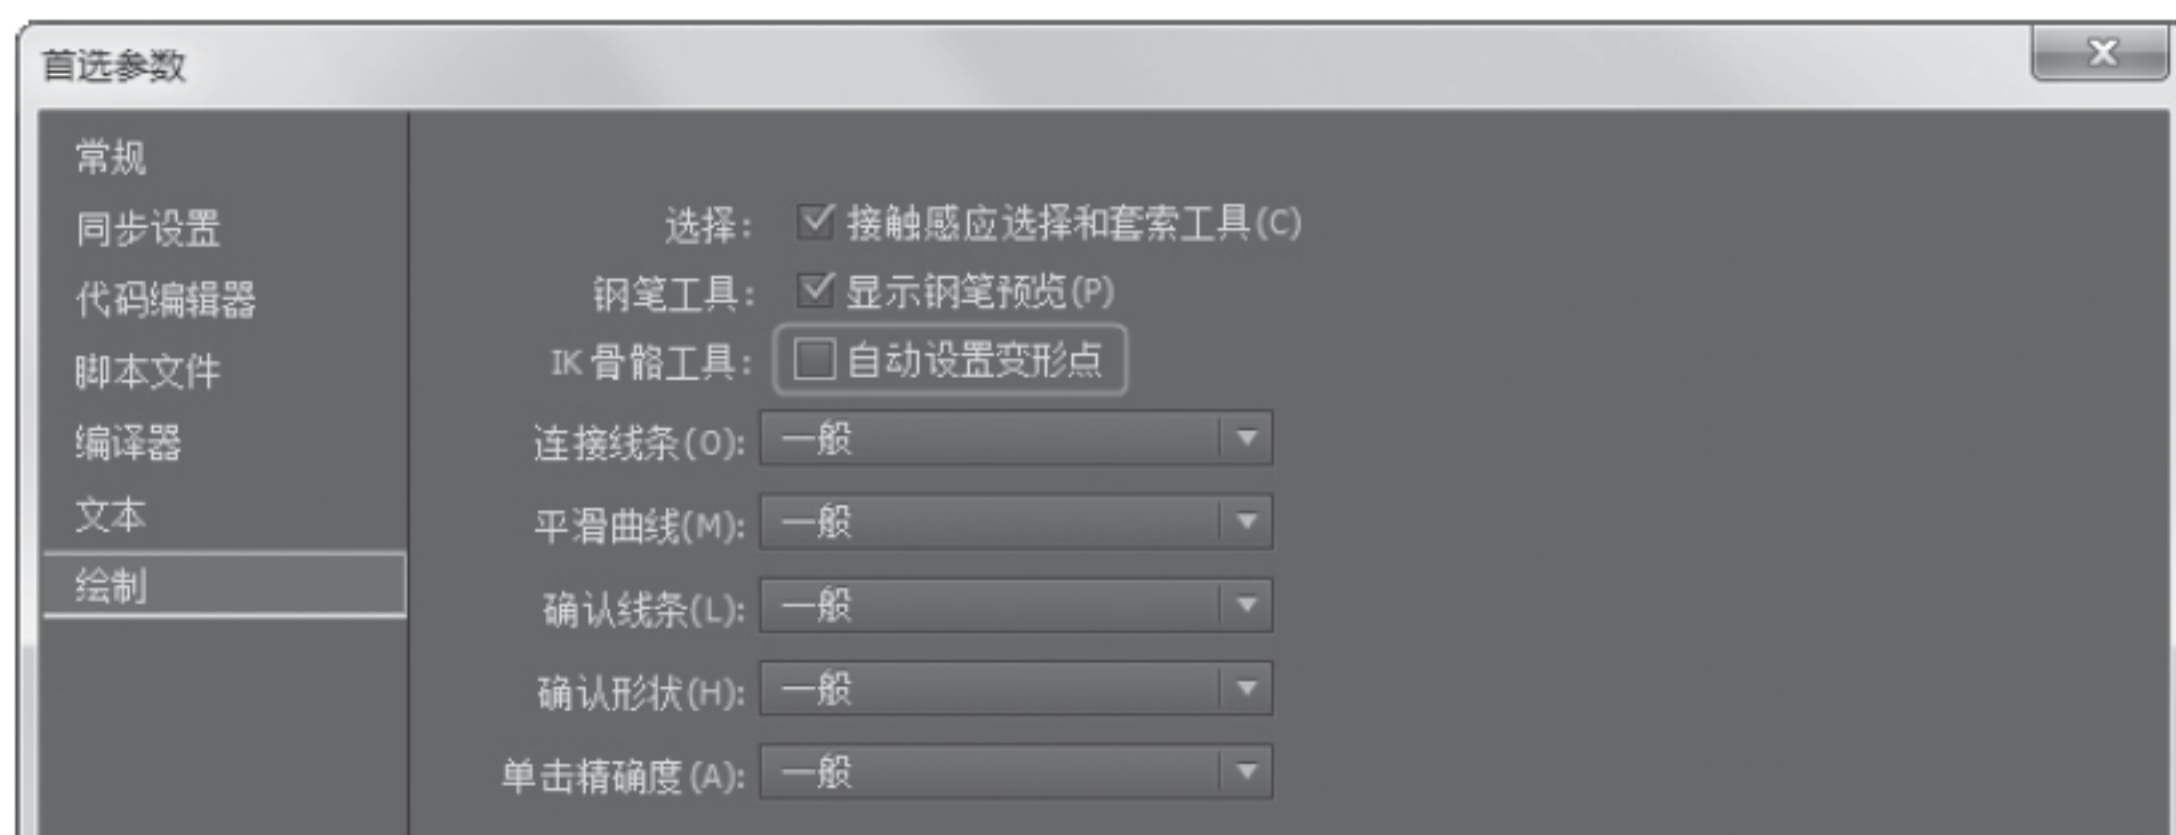 首选参数
常规
同步设置
代码编辑器
脚本文件
编译器
文本
绘制
选择： 接触感应选择和套索工具(C)
钢笔工具： 显示钢笔预览(P)
IK 骨骼工具： 自动设置变形点
连接线条(O): 一般
平滑曲线(M): 一般
确认线条(L): 一般
确认形状(H): 一般
单击精确度(A): 一般